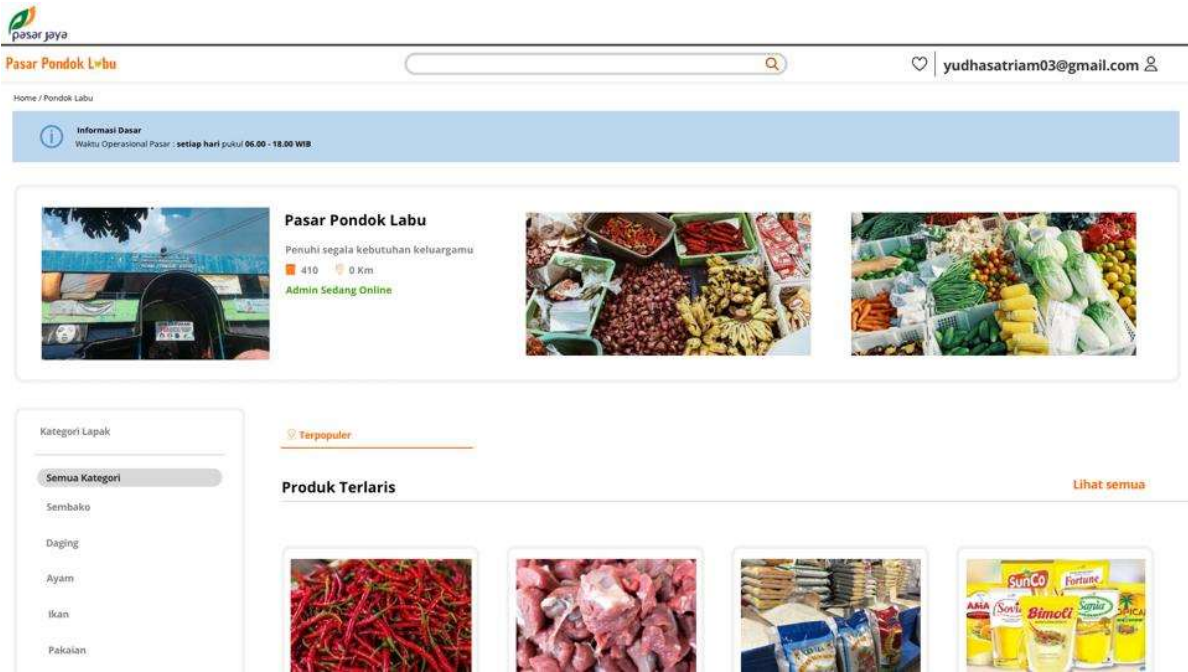 pasar jaya
Pasar Pondok Labu
yudhasatriam03@gmail.com
Home / Pondok Labu
Informasi Dasar
Waktu Operasional Pasar : setiap hari pukul 06.00 - 18.00 WIB
Pasar Pondok Labu
Penuhi segala kebutuhan keluargamu
410 0 Km
Admin Sedang Online
Kategori Lapak
Terpopuler
Semua Kategori
Produk Terlaris
Lihat semua
Sembako
Daging
Ayam
Ikan
Pakaian
SunCo
Fortune
Sovia
Bimoli
Sania